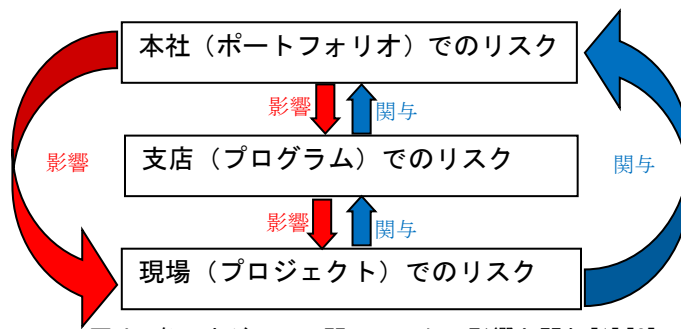 本社（ポートフォリオ）でのリスク
影響
関与
支店（プログラム）でのリスク
影響
関与
影響
関与
現場（プロジェクト）でのリスク